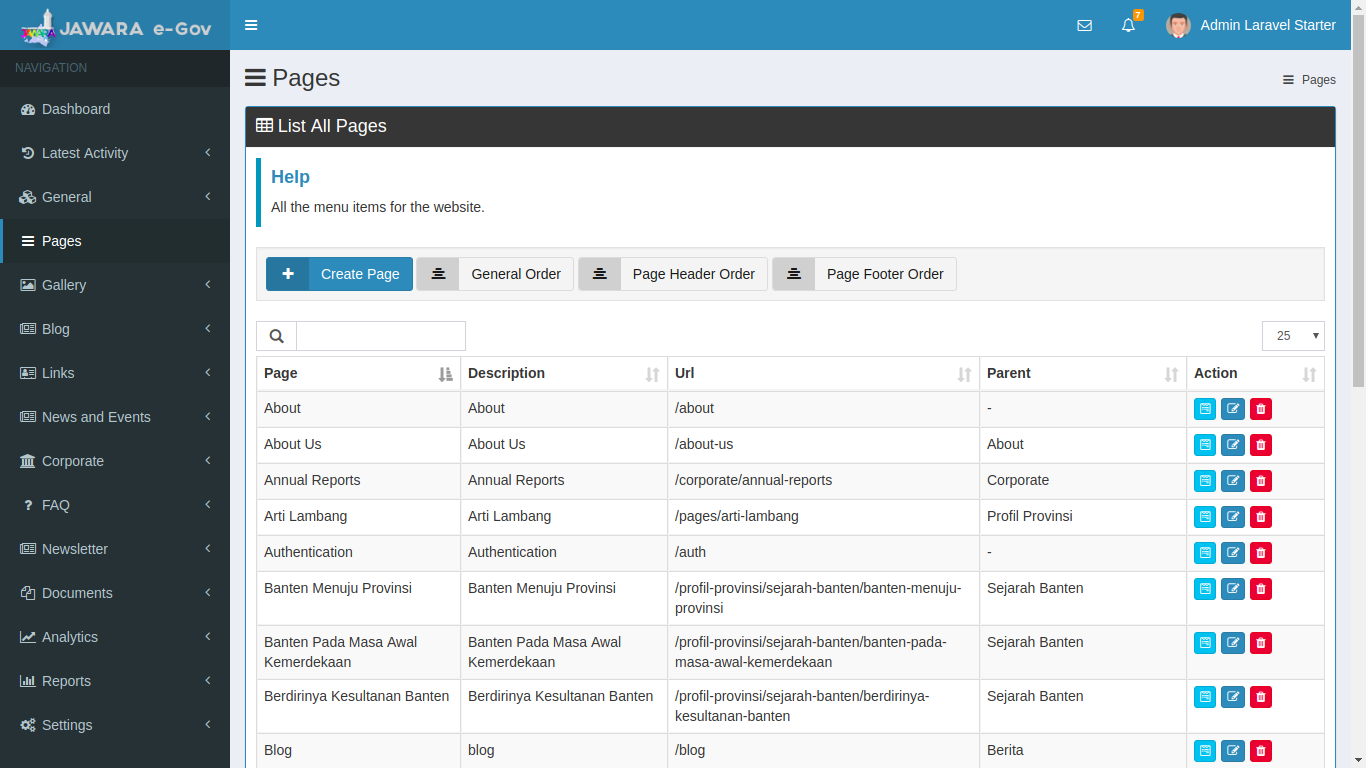 JAWARA e-Gov
7
Admin Laravel Starter
NAVIGATION
Dashboard
Latest Activity
General
Pages
Gallery
Blog
Links
News and Events
Corporate
FAQ
Newsletter
Documents
Analytics
Reports
Settings
Pages
Pages
List All Pages
Help
All the menu items for the website.
Create Page
General Order
Page Header Order
Page Footer Order
25
Page Description Url Parent Action
About About /about -
About Us About Us /about-us About
Annual Reports Annual Reports /corporate/annual-reports Corporate
Arti Lambang Arti Lambang /pages/arti-lambang Profil Provinsi
Authentication Authentication /auth -
Banten Menuju Provinsi Banten Menuju Provinsi /profil-provinsi/sejarah-banten/banten-menuju- Sejarah Banten
provinsi
Banten Pada Masa Awal Banten Pada Masa Awal /profil-provinsi/sejarah-banten/banten-pada- Sejarah Banten
Kemerdekaan Kemerdekaan masa-awal-kemerdekaan
Berdirinya Kesultanan Banten Berdirinya Kesultanan Banten /profil-provinsi/sejarah-banten/berdirinya- Sejarah Banten
kesultanan-banten
Blog blog /blog Berita